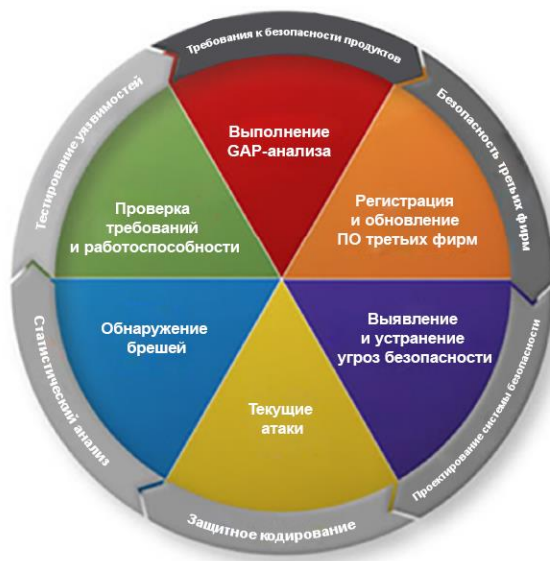 Требования к безопасности продуктов
Безопасность третьих фирм
Проектирование системы безопасности
Защитное кодирование
Статистический анализ
Тестирование уязвимостей
Выполнение
GAP-анализа
Регистрация
и обновление
ПО третьих фирм
Выявление
и устранение
угроз безопасности
Текущие
атаки
Обнаружение
брешей
Проверка
требований
и работоспособности